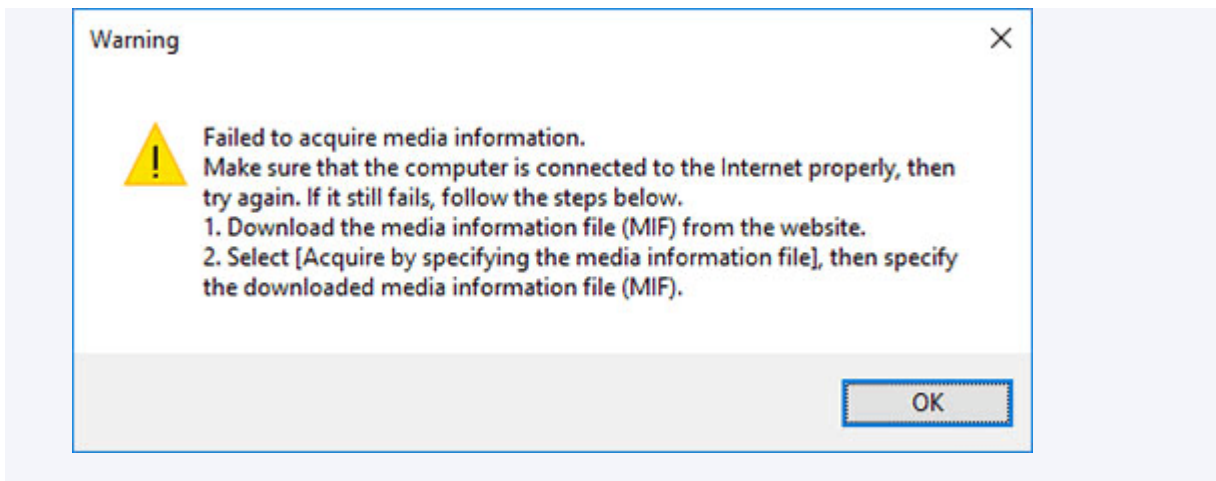 Warning
Failed to acquire media information.
Make sure that the computer is connected to the Internet properly, then
try again. If it still fails, follow the steps below.
1. Download the media information file (MIF) from the website.
2. Select [Acquire by specifying the media information file], then specify
the downloaded media information file (MIF).
OK